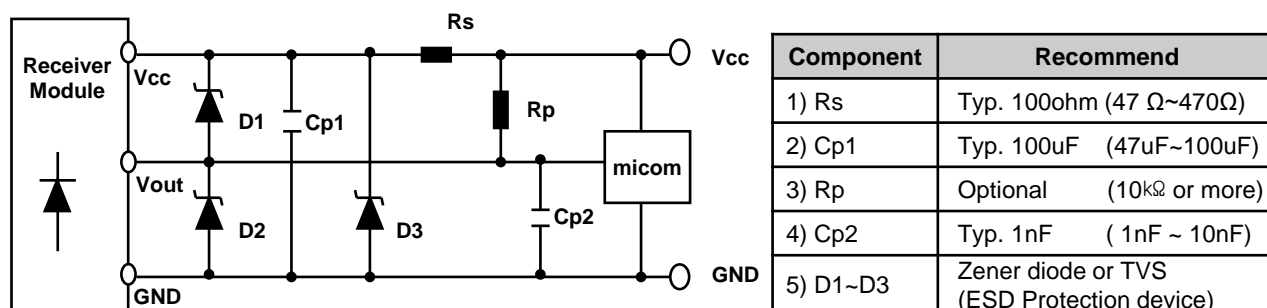 Receiver
Module
Vcc
Vout
GND
D1
D2
Cp1
D3
Rs
Rp
Cp2
micom
Vcc
GND
Component Recommend
1) Rs Typ. 100ohm (47 Ω~470Ω)
2) Cp1 Typ. 100uF (47uF~100uF)
3) Rp Optional (10kΩ or more)
4) Cp2 Typ. 1nF ( 1nF ~ 10nF)
5) D1~D3 Zener diode or TVS
(ESD Protection device)